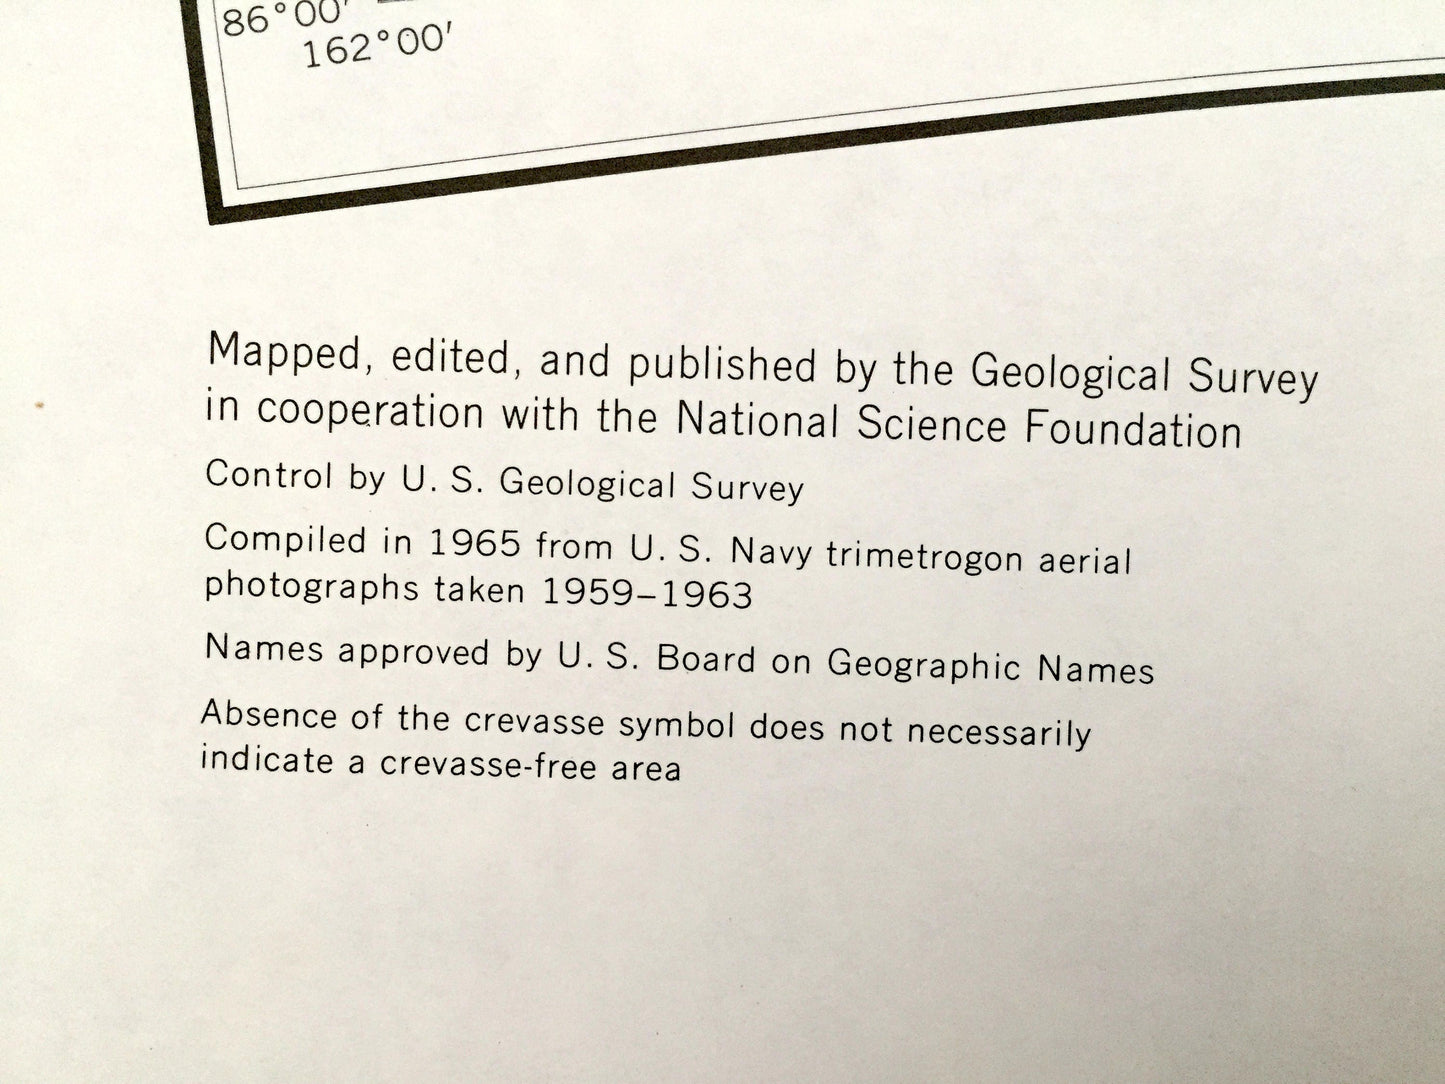 86°00′
162°00′
Mapped, edited, and published by the Geological Survey
in cooperation with the National Science Foundation
Control by U. S. Geological Survey
Compiled in 1965 from U. S. Navy trimetrogon aerial
photographs taken 1959–1963
Names approved by U. S. Board on Geographic Names
Absence of the crevasse symbol does not necessarily
indicate a crevasse-free area